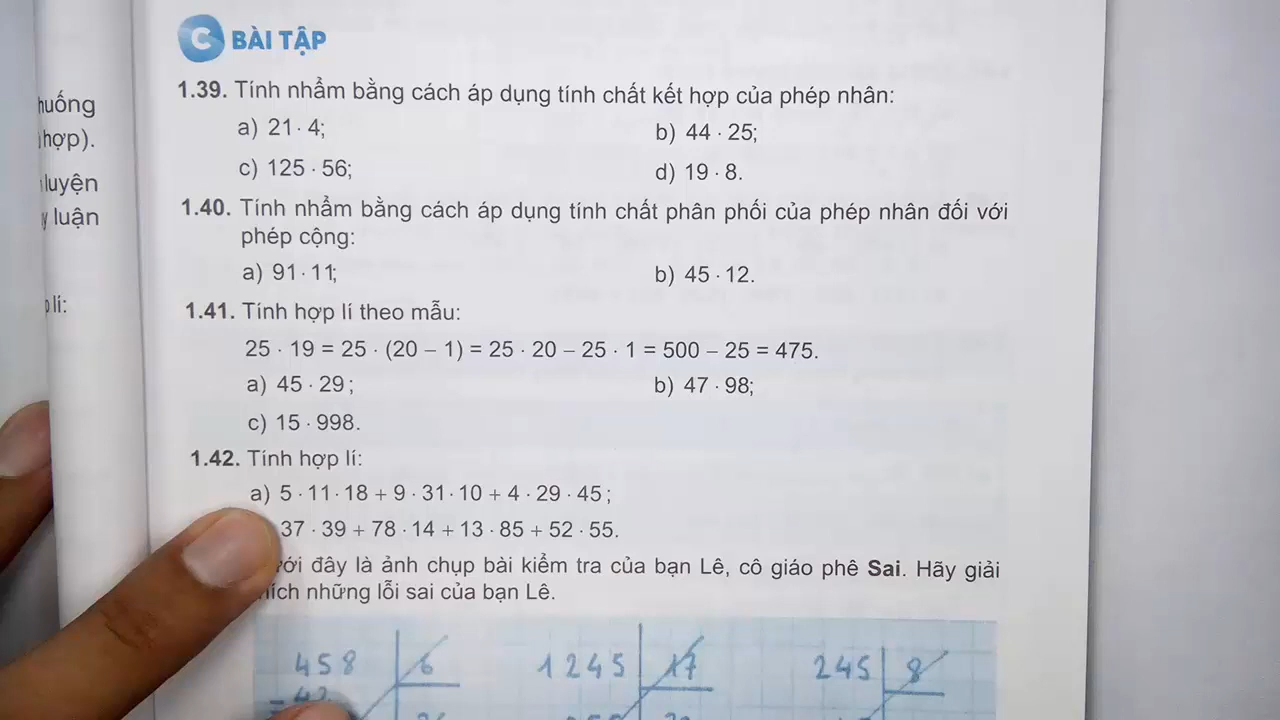 C BÀI TẬP
huống
hợp).
luyện
luận
lí:
1.39. Tính nhẩm bằng cách áp dụng tính chất kết hợp của phép nhân:
a) 21 · 4; b) 44 · 25;
c) 125 · 56; d) 19 · 8.
1.40. Tính nhẩm bằng cách áp dụng tính chất phân phối của phép nhân đối với
phép cộng:
a) 91 · 11; b) 45 · 12.
1.41. Tính hợp lí theo mẫu:
25 · 19 = 25 · (20 – 1) = 25 · 20 – 25 · 1 = 500 – 25 = 475.
a) 45 · 29; b) 47 · 98;
c) 15 · 998.
1.42. Tính hợp lí:
a) 5 · 11 · 18 + 9 · 31 · 10 + 4 · 29 · 45;
37 · 39 + 78 · 14 + 13 · 85 + 52 · 55.
đây là ảnh chụp bài kiểm tra của bạn Lê, cô giáo phê Sai. Hãy giải
những lỗi sai của bạn Lê.
458 6 1245 17 245 8